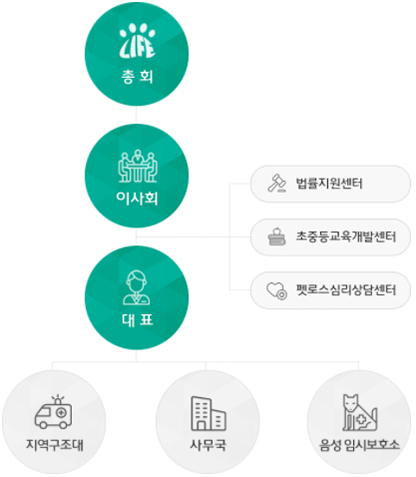 LIFE
총 회
이사회
법률지원센터
초중등교육개발센터
펫로스심리상담센터
대 표
지역구조대
사무국
음성 임시보호소